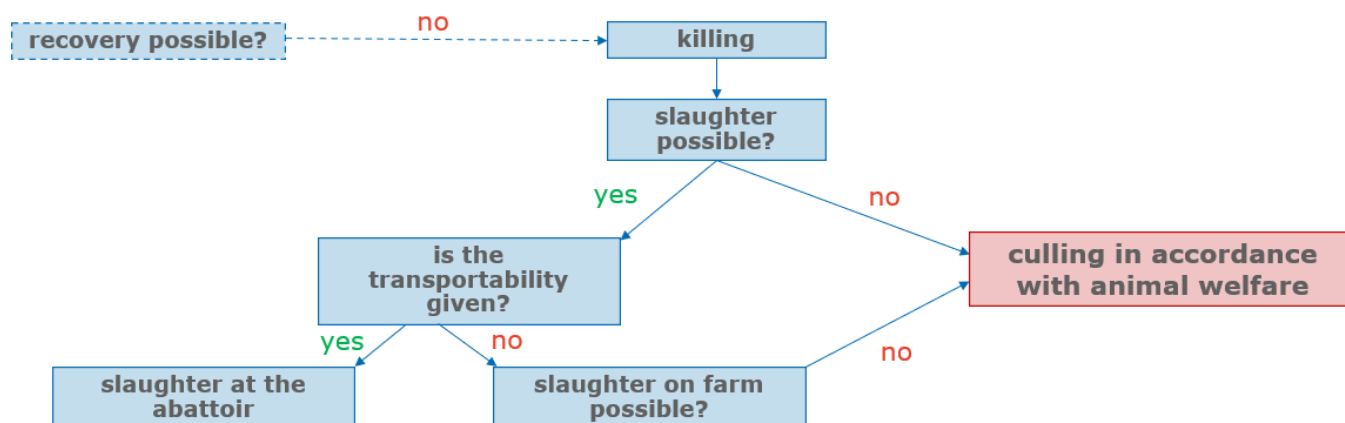 no
recovery possible?
killing
slaughter
possible?
yes
no
is the
transportability
given?
culling in accordance
with animal welfare
yes
no
no
slaughter at the
abattoir
slaughter on farm
possible?